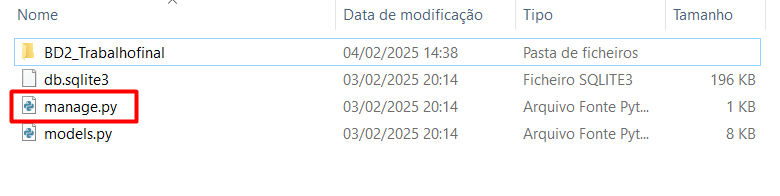 Nome Data de modificação Tipo Tamanho
BD2_Trabalhofinal 04/02/2025 14:38 Pasta de ficheiros
db.sqlite3 03/02/2025 20:14 Ficheiro SQLITE3 196 KB
manage.py 03/02/2025 20:14 Arquivo Fonte Pyt... 1 KB
models.py 03/02/2025 20:14 Arquivo Fonte Pyt... 8 KB